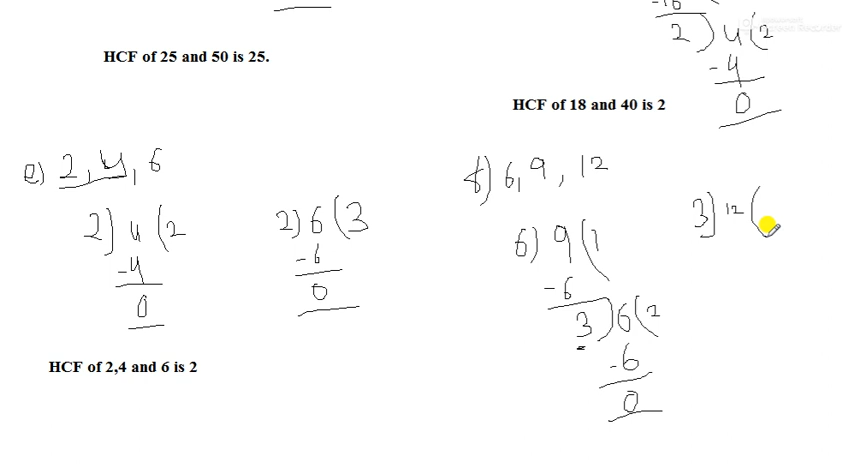 -16
2) 4 (2
-4
0
HCF of 25 and 50 is 25.
HCF of 18 and 40 is 2
e) 2, 4, 6
2) 4 (2
-4
0
2) 6 (3
-6
0
HCF of 2,4 and 6 is 2
f) 6, 9, 12
6) 9 (1
-6
3) 6 (2
-6
0
3) 12 (